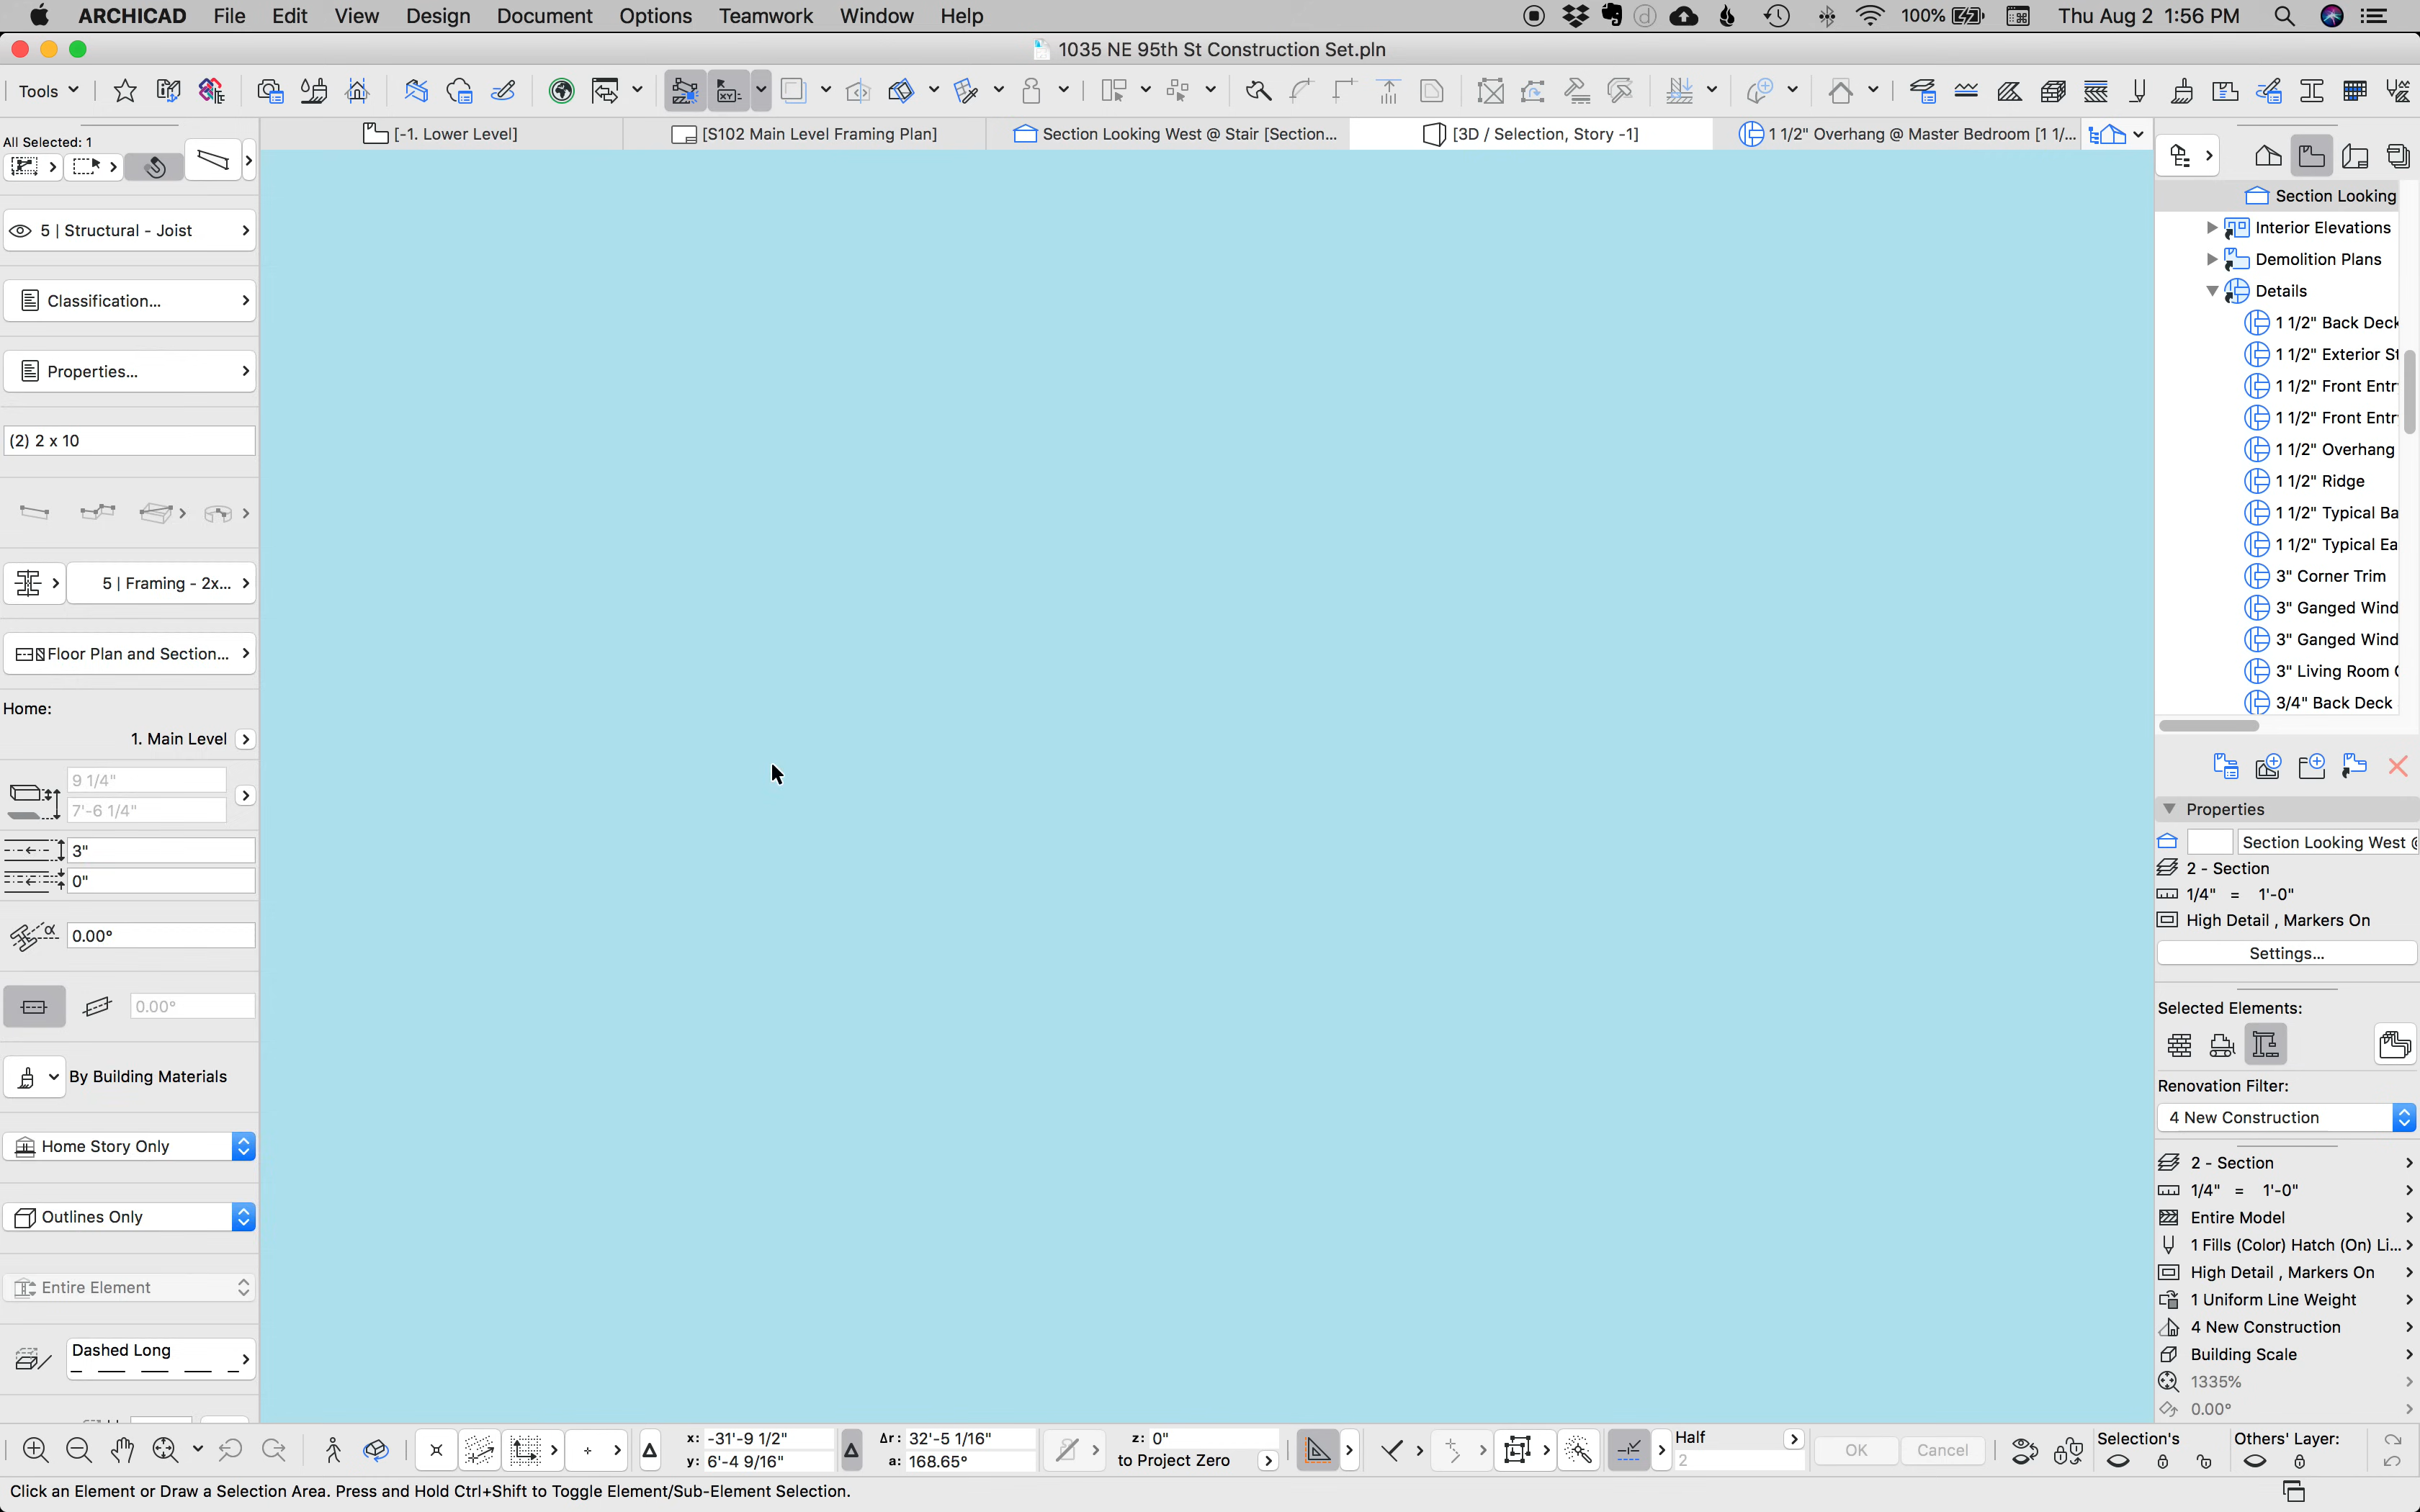 ARCHICAD File Edit View Design Document Options Teamwork Window Help 100% Thu Aug 2 1:56 PM
1035 NE 95th St Construction Set.pln
Tools
[-1. Lower Level] [S102 Main Level Framing Plan] Section Looking West @ Stair [Section... [3D / Selection, Story -1] 1 1/2" Overhang @ Master Bedroom [1 1/...
All Selected: 1
5 | Structural - Joist
Classification...
Properties...
(2) 2 x 10
5 | Framing - 2x...
Floor Plan and Section...
Home:
1. Main Level
9 1/4"
7'-6 1/4"
3"
0"
α
0.00°
0.00°
By Building Materials
Home Story Only
Outlines Only
Entire Element
Dashed Long
Section Looking
Interior Elevations
Demolition Plans
Details
1 1/2" Back Deck
1 1/2" Exterior St
1 1/2" Front Entr
1 1/2" Front Entr
1 1/2" Overhang
1 1/2" Ridge
1 1/2" Typical Ba
1 1/2" Typical Ea
3" Corner Trim
3" Ganged Wind
3" Ganged Wind
3" Living Room
3/4" Back Deck
Properties
Section Looking West @
2 - Section
1/4" = 1'-0"
High Detail , Markers On
Settings...
Selected Elements:
Renovation Filter:
4 New Construction
2 - Section
1/4" = 1'-0"
Entire Model
1 Fills (Color) Hatch (On) Li...
High Detail , Markers On
1 Uniform Line Weight
4 New Construction
Building Scale
1335%
0.00°
x: -31'-9 1/2"
y: 6'-4 9/16"
Δr: 32'-5 1/16"
a: 168.65°
z: 0"
to Project Zero
Half
2
OK
Cancel
Selection's
Others' Layer:
Click an Element or Draw a Selection Area. Press and Hold Ctrl+Shift to Toggle Element/Sub-Element Selection.